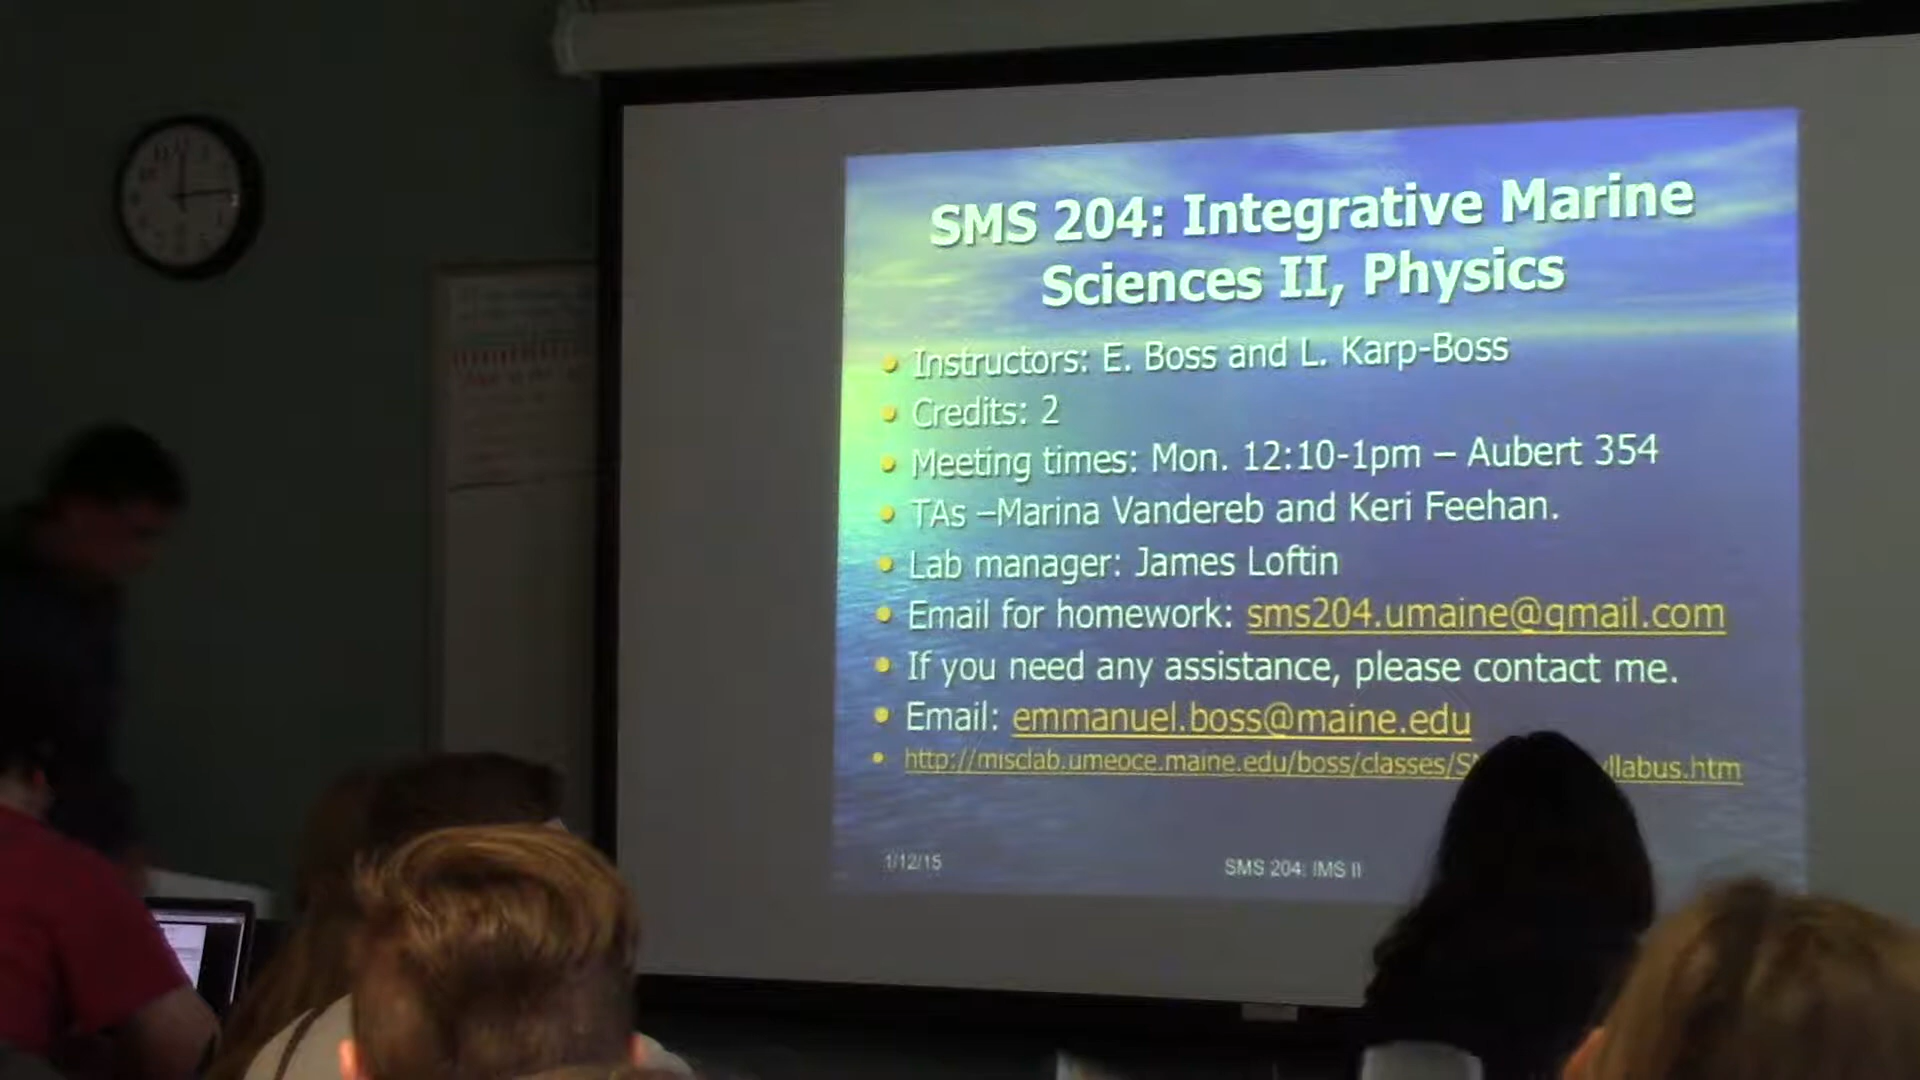 SMS 204: Integrative Marine
Sciences II, Physics
Instructors: E. Boss and L. Karp-Boss
Credits: 2
Meeting times: Mon. 12:10-1pm – Aubert 354
TAs –Marina Vandereb and Keri Feehan.
Lab manager: James Loftin
Email for homework: sms204.umaine@gmail.com
If you need any assistance, please contact me.
Email: emmanuel.boss@maine.edu
http://misclab.umeoce.maine.edu/boss/classes/S llabus.htm
1/12/15 SMS 204: IMS II